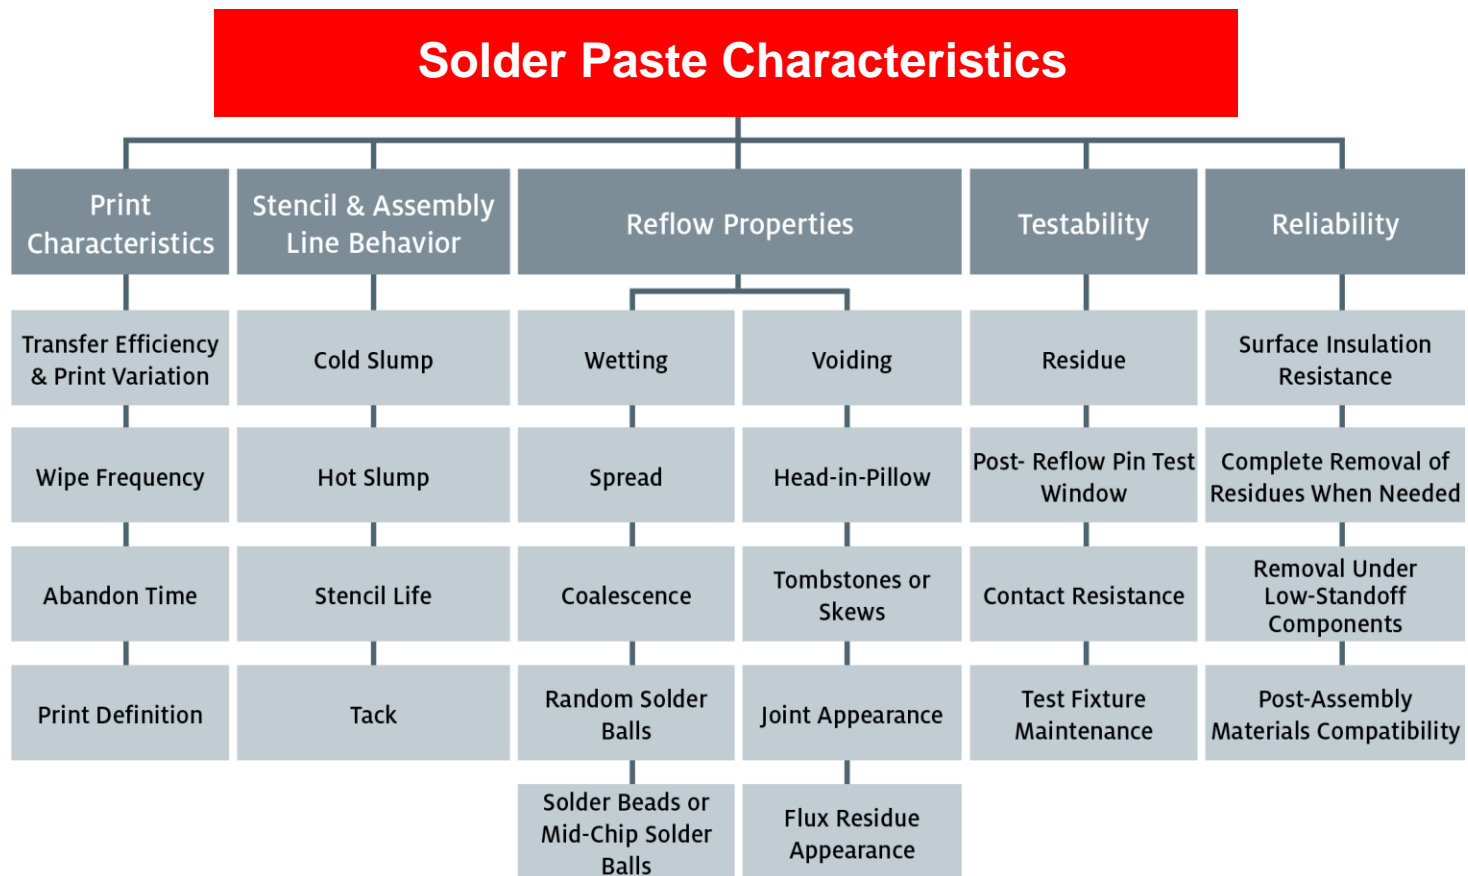 Solder Paste Characteristics
Print
Characteristics
Stencil & Assembly
Line Behavior
Reflow Properties
Testability
Reliability
Transfer Efficiency
& Print Variation
Cold Slump
Wetting
Voiding
Residue
Surface Insulation
Resistance
Wipe Frequency
Hot Slump
Spread
Head-in-Pillow
Post- Reflow Pin Test
Window
Complete Removal of
Residues When Needed
Abandon Time
Stencil Life
Coalescence
Tombstones or
Skews
Contact Resistance
Removal Under
Low-Standoff
Components
Print Definition
Tack
Random Solder
Balls
Joint Appearance
Test Fixture
Maintenance
Post-Assembly
Materials Compatibility
Solder Beads or
Mid-Chip Solder
Balls
Flux Residue
Appearance